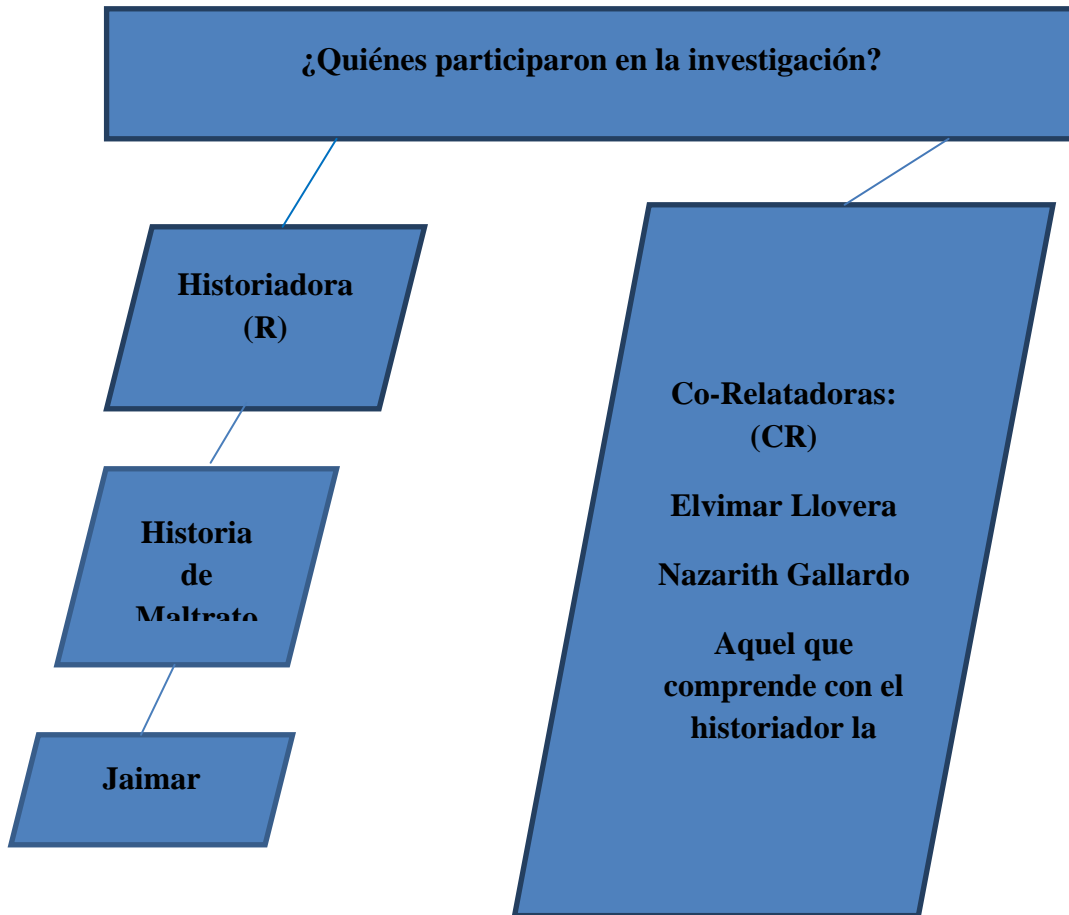 ¿Quiénes participaron en la investigación?
Historiadora
(R)
Historia
de
Maltrato
Jaimar
Co-Relatadoras:
(CR)
Elvimar Llovera
Nazarith Gallardo
Aquel que
comprende con el
historiador la